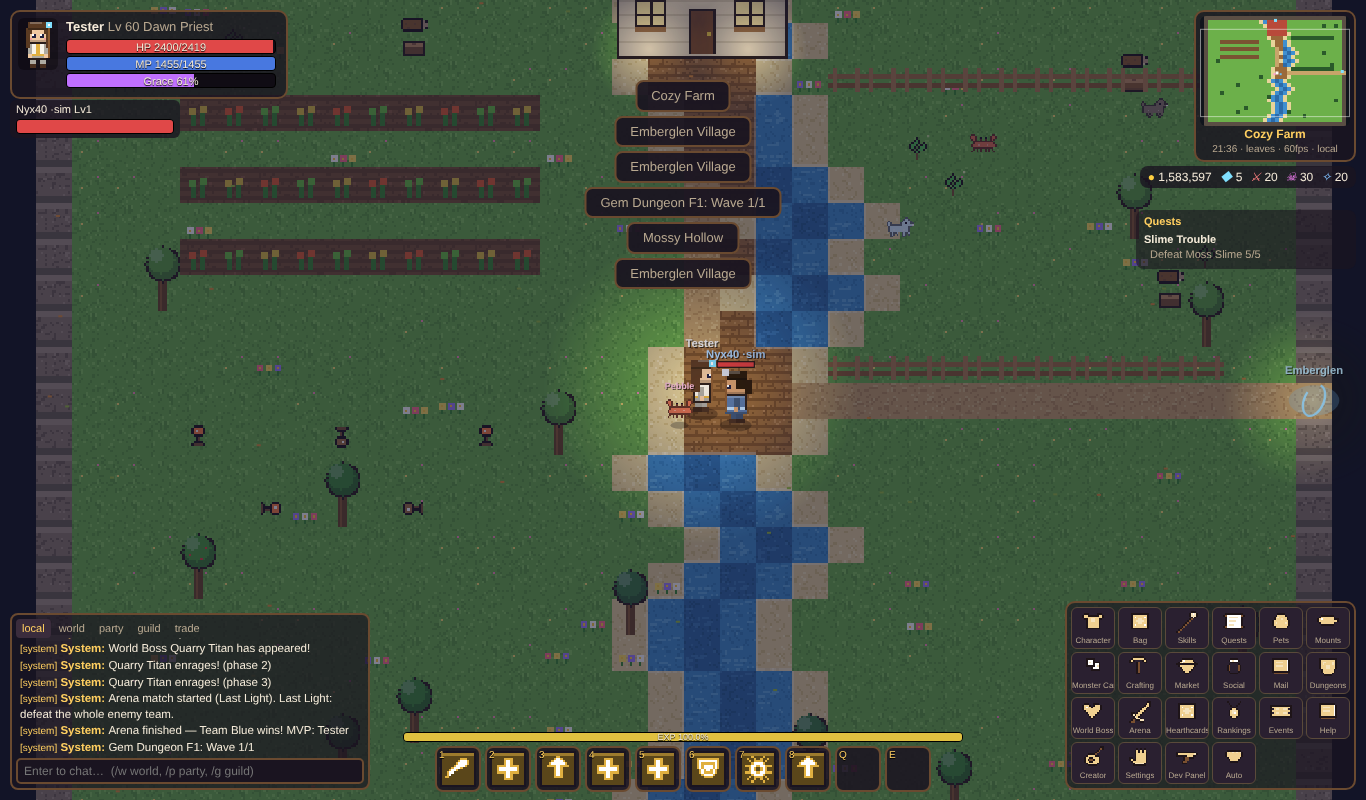 Tester Lv 60 Dawn Priest
HP 2400/2419
MP 1455/1455
Grace 61%
Nyx40 ·sim Lv1
Cozy Farm
Emberglen Village
Emberglen Village
Gem Dungeon F1: Wave 1/1
Mossy Hollow
Emberglen Village
Cozy Farm
21:36 · leaves · 60fps · local
1,583,597 5 20 30 20
Quests
Slime Trouble
Defeat Moss Slime 5/5
Tester
Nyx40 ·sim
Pebble
Emberglen
local world party guild trade
[system] System: World Boss Quarry Titan has appeared!
[system] System: Quarry Titan enrages! (phase 2)
[system] System: Quarry Titan enrages! (phase 3)
[system] System: Arena match started (Last Light). Last Light:
defeat the whole enemy team.
[system] System: Arena finished — Team Blue wins! MVP: Tester
[system] System: Gem Dungeon F1: Wave 1/1
Enter to chat… (/w world, /p party, /g guild)
EXP 100.0%
1 2 3 4 5 6 7 8 Q E
Character Bag Skills Quests Pets Mounts
Monster Ca Crafting Market Social Mail Dungeons
World Boss Arena Hearthcards Rankings Events Help
Creator Settings Dev Panel Auto